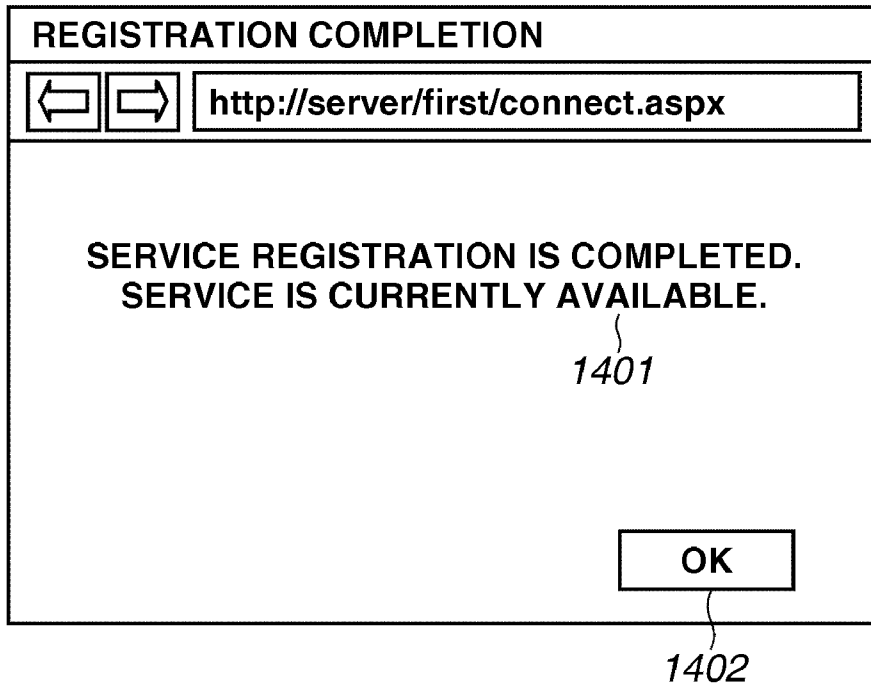 REGISTRATION COMPLETION
http://server/first/connect.aspx
SERVICE REGISTRATION IS COMPLETED.
SERVICE IS CURRENTLY AVAILABLE.
1401
OK
1402